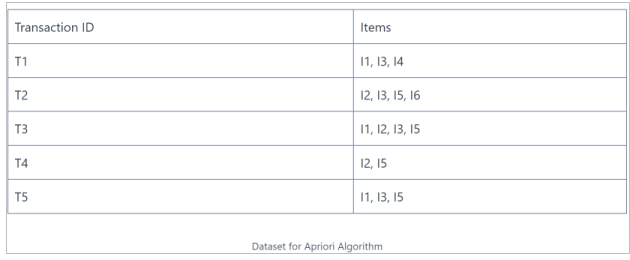 Transaction ID Items
T1 I1, I3, I4
T2 I2, I3, I5, I6
T3 I1, I2, I3, I5
T4 I2, I5
T5 I1, I3, I5
Dataset for Apriori Algorithm